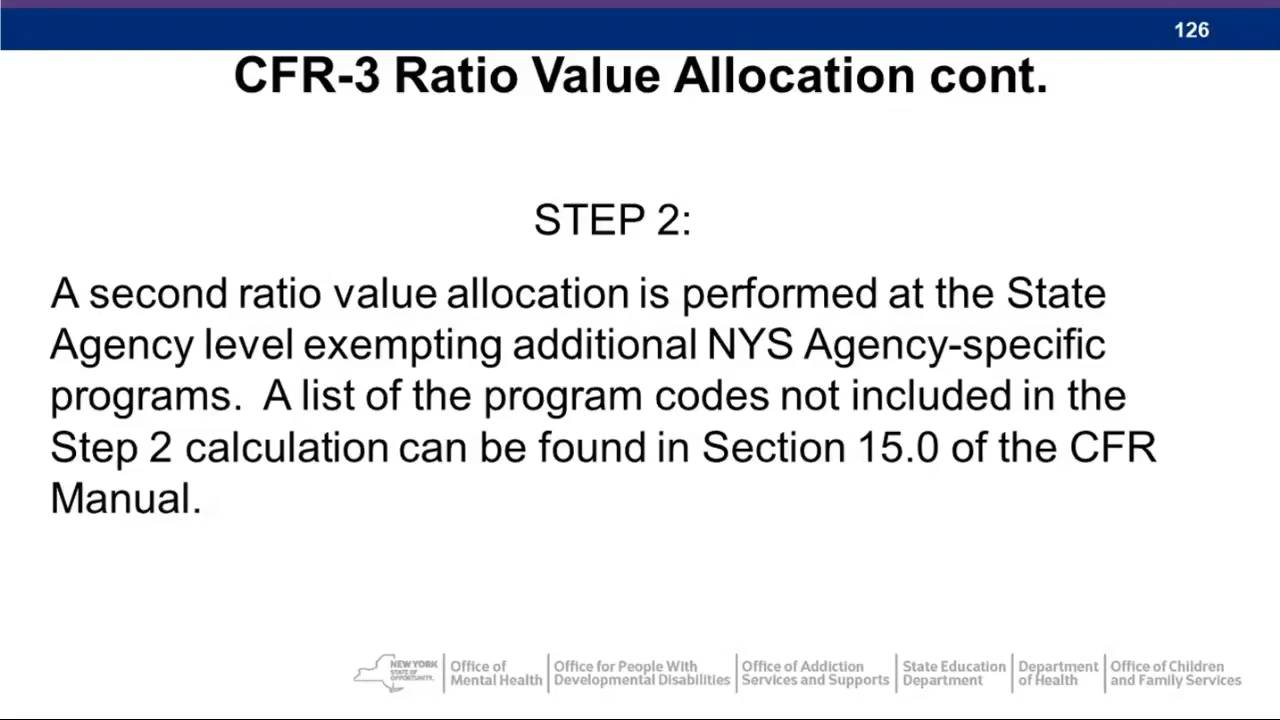 126
CFR-3 Ratio Value Allocation cont.
STEP 2:
A second ratio value allocation is performed at the State
Agency level exempting additional NYS Agency-specific
programs.  A list of the program codes not included in the
Step 2 calculation can be found in Section 15.0 of the CFR
Manual.
NEW YORK
STATE OF
OPPORTUNITY.
Office of
Mental Health
Office for People With
Developmental Disabilities
Office of Addiction
Services and Supports
State Education
Department
Department
of Health
Office of Children
and Family Services